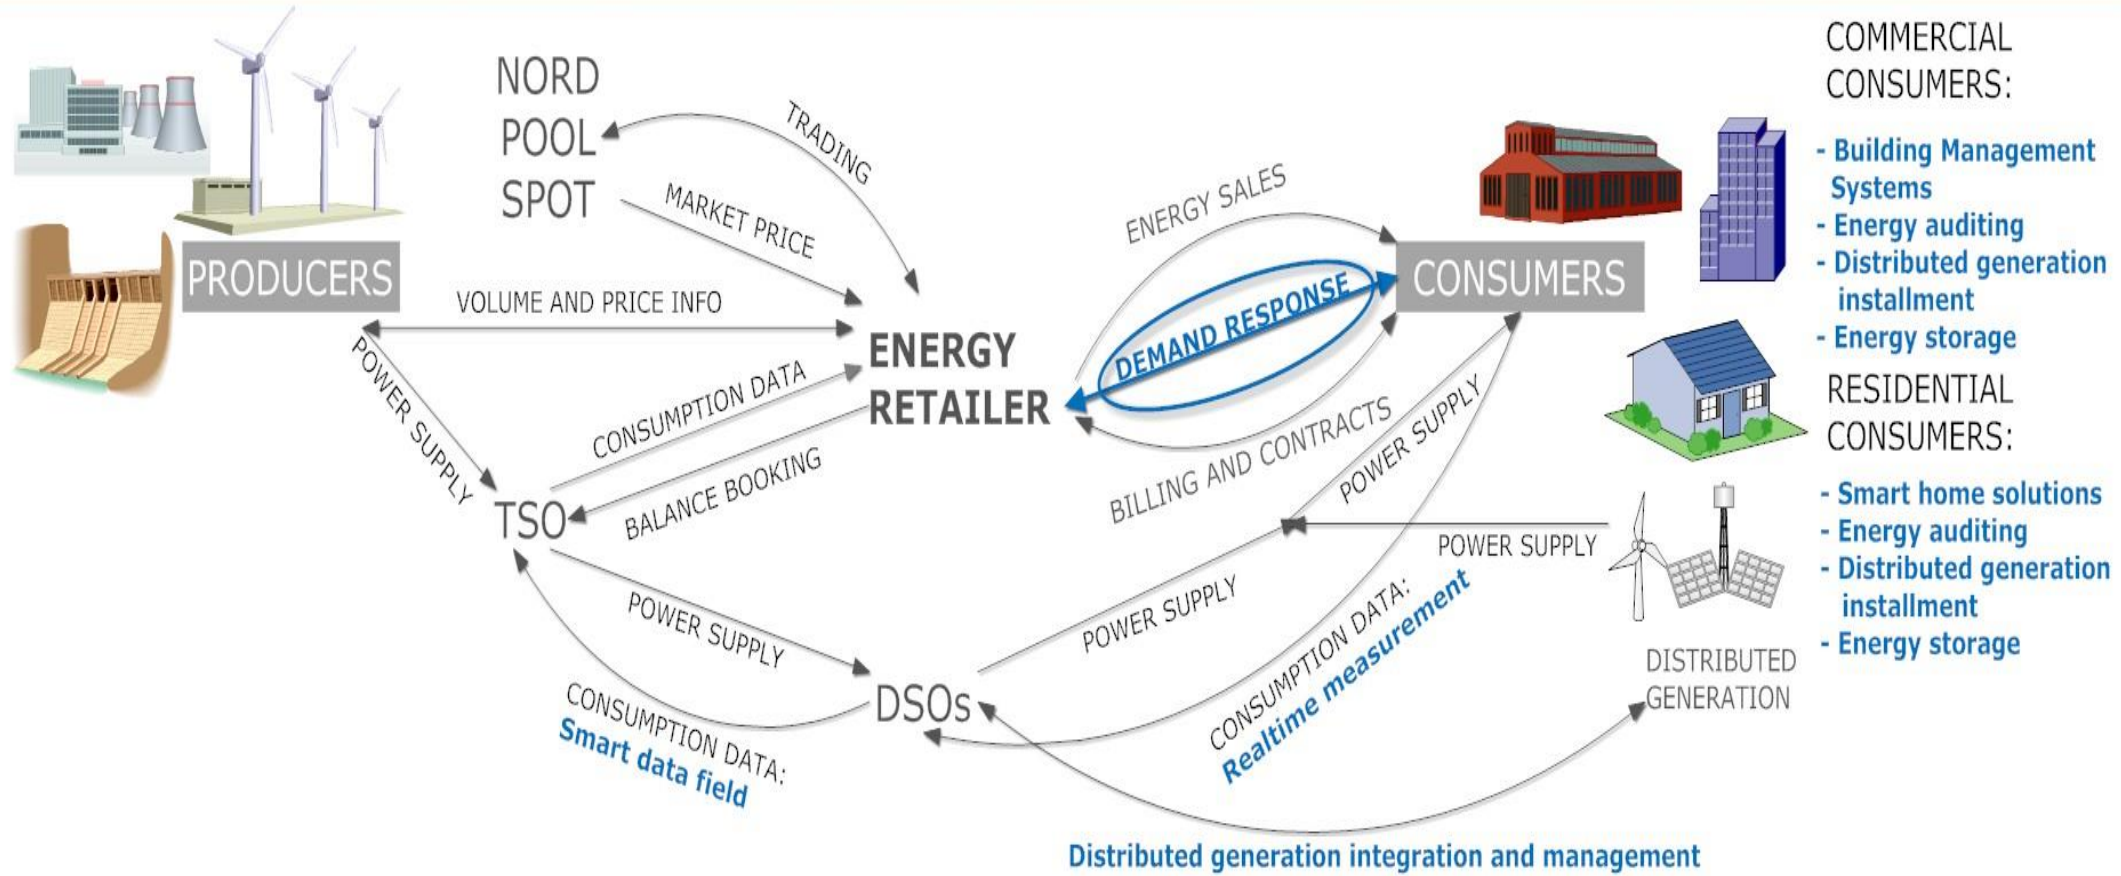 NORD
POOL
SPOT
TRADING
MARKET PRICE
PRODUCERS
VOLUME AND PRICE INFO
POWER SUPPLY
CONSUMPTION DATA
BALANCE BOOKING
ENERGY
RETAILER
TSO
POWER SUPPLY
CONSUMPTION DATA:
Smart data field
DSOs
ENERGY SALES
DEMAND RESPONSE
BILLING AND CONTRACTS
CONSUMERS
POWER SUPPLY
POWER SUPPLY
POWER SUPPLY
CONSUMPTION DATA:
Realtime measurement
DISTRIBUTED
GENERATION
Distributed generation integration and management
COMMERCIAL
CONSUMERS:
- Building Management
Systems
- Energy auditing
- Distributed generation
installment
- Energy storage
RESIDENTIAL
CONSUMERS:
- Smart home solutions
- Energy auditing
- Distributed generation
installment
- Energy storage